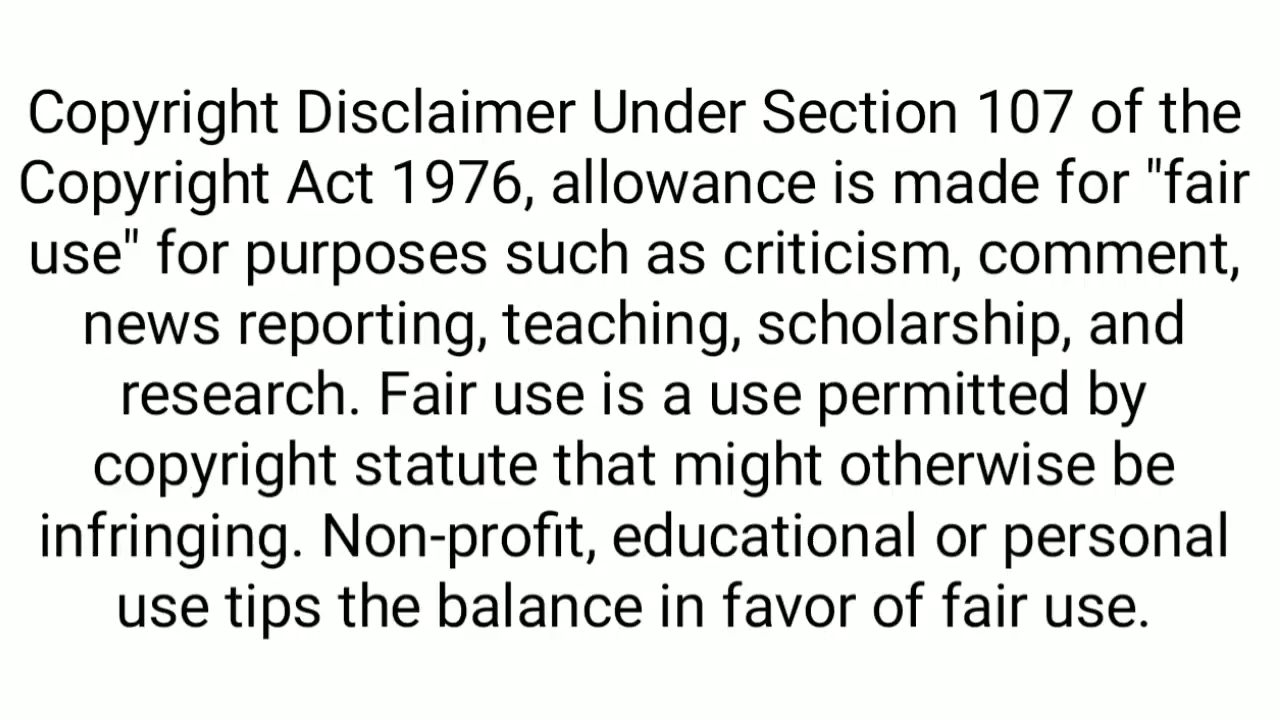 Copyright Disclaimer Under Section 107 of the
Copyright Act 1976, allowance is made for "fair
use" for purposes such as criticism, comment,
news reporting, teaching, scholarship, and
research. Fair use is a use permitted by
copyright statute that might otherwise be
infringing. Non-profit, educational or personal
use tips the balance in favor of fair use.